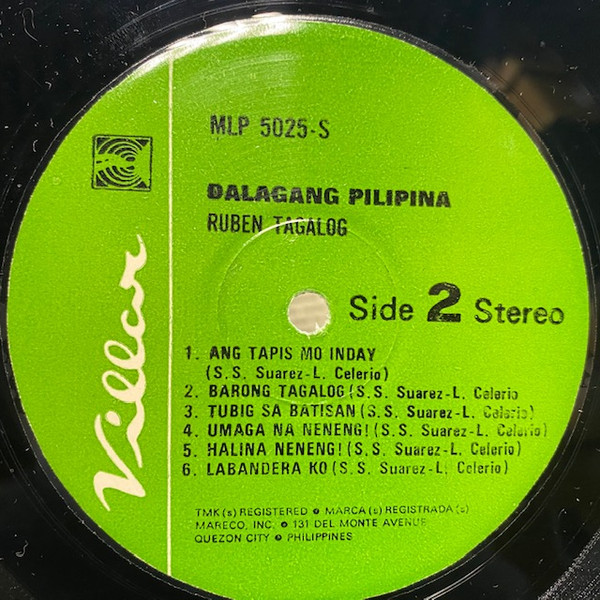 MLP 5025-S
DALAGANG PILIPINA
RUBEN TAGALOG
Villar
Side 2 Stereo
1. ANG TAPIS MO INDAY
(S.S. Suarez-L. Celerio)
2. BARONG TAGALOG (S.S. Suarez-L. Celerio
3. TUBIG SA BATISAN (S.S. Suarez-L. Celerio)
4. UMAGA NA NENENG! (S.S. Suarez-L. Celerio)
5. HALINA NENENG! (S.S. Suarez-L. Celerio)
6. LABANDERA KO (S.S. Suarez-L. Celerio)
TMK (s) REGISTERED • MARCA (s) REGISTRADA (s)
MARECO, INC. • 131 DEL MONTE AVENUE
QUEZON CITY • PHILIPPINES